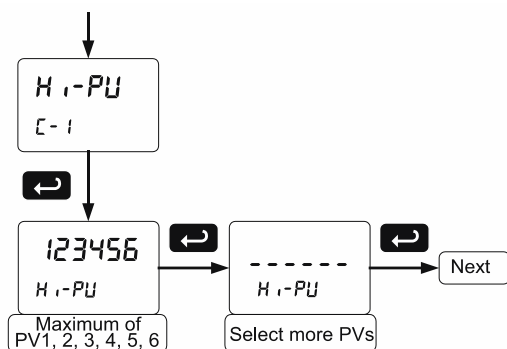 Hi-PV
C-1
123456
Hi-PV
Maximum of
PV1, 2, 3, 4, 5, 6
------
Hi-PV
Select more PVs
Next